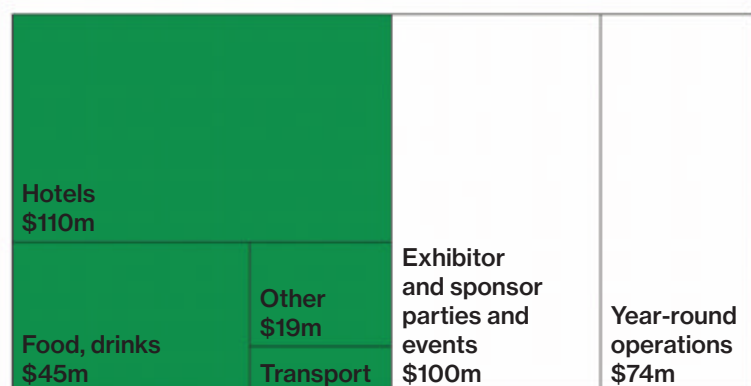 Hotels
$110m
Food, drinks
$45m
Other
$19m
Transport
Exhibitor
and sponsor
parties and
events
$100m
Year-round
operations
$74m